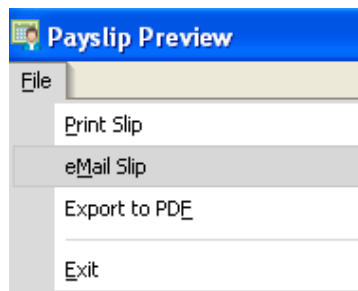 Payslip Preview
File
Print Slip
eMail Slip
Export to PDF
Exit